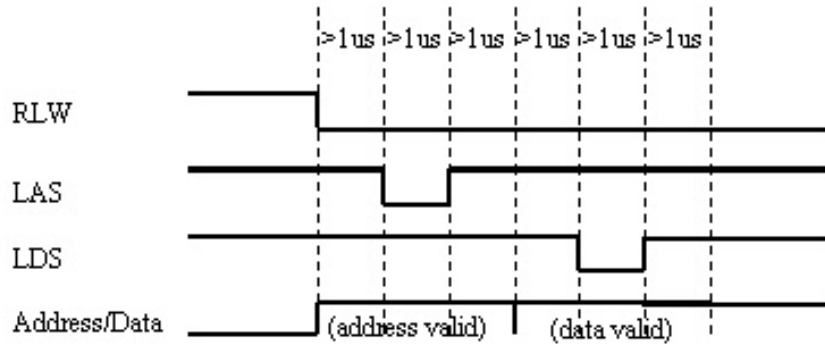 >1us >1us >1us >1us >1us >1us
RLW
LAS
LDS
Address/Data (address valid) (data valid)